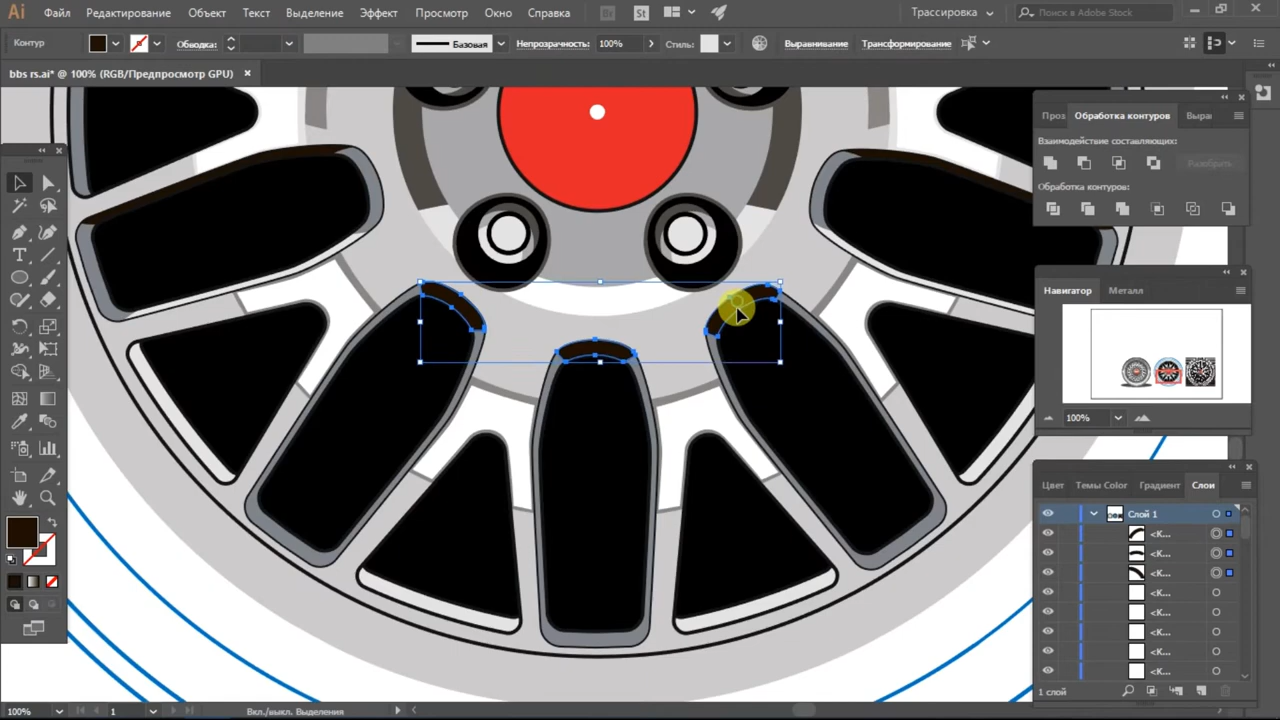 Ai Файл Редактирование Объект Текст Выделение Эффект Просмотр Окно Справка Br St Трассировка Поиск в Adobe Stock
Контур Обводка: Базовая Непрозрачность: 100% Стиль: Выравнивание Трансформирование
bbs rs.ai* @ 100% (RGB/Предпросмотр GPU)
Проз Обработка контуров Выра
Взаимодействие составляющих:
Разобрать
Обработка контуров:
Навигатор Металл
100%
Цвет Темы Color Градиент Слои
Слой 1
<К...
<К...
<К...
<К...
<К...
<К...
<К...
<К...
1 слой
100% 1 Вкл./выкл. Выделения